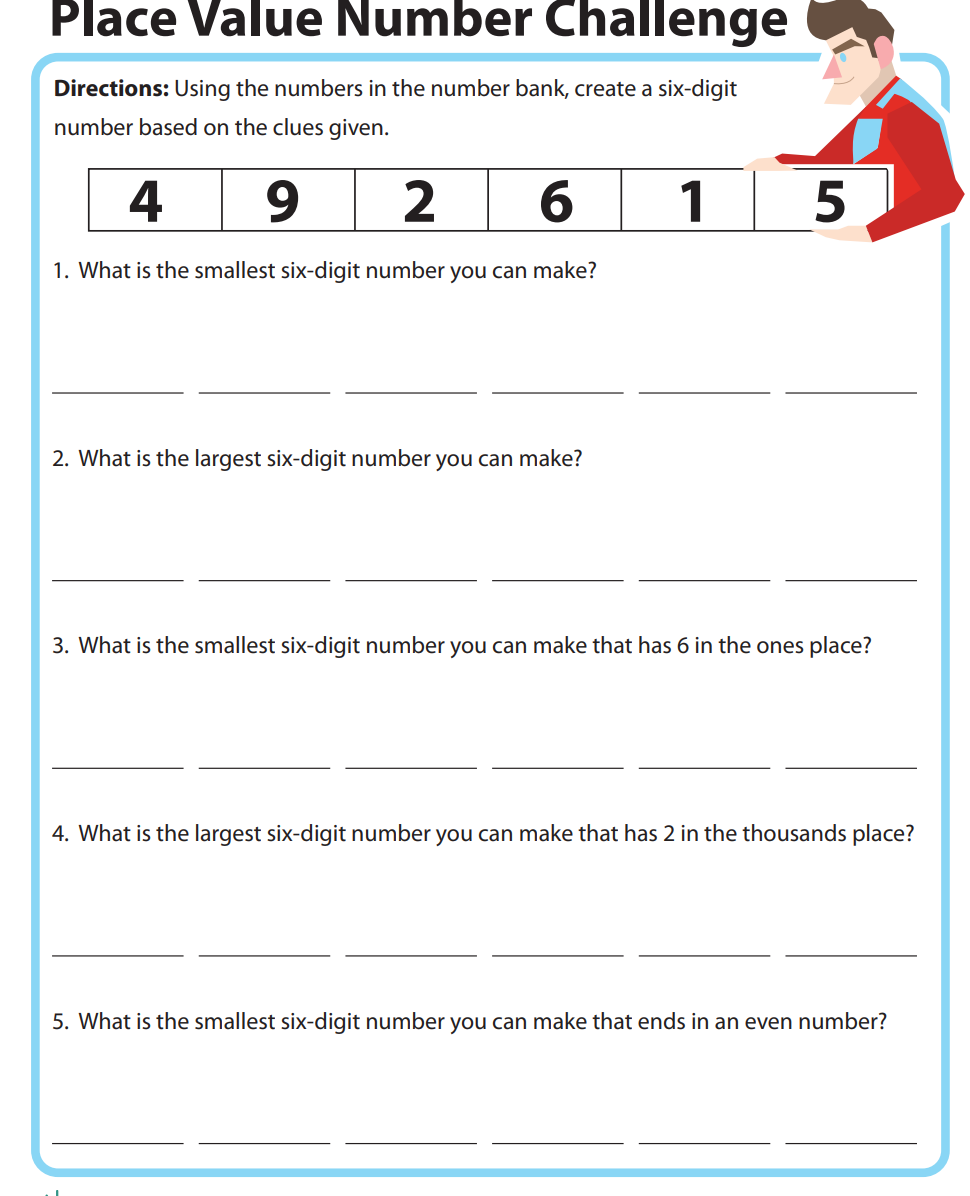 Place Value Number Challenge
Directions: Using the numbers in the number bank, create a six-digit
number based on the clues given.
4 9 2 6 1 5
1. What is the smallest six-digit number you can make?
2. What is the largest six-digit number you can make?
3. What is the smallest six-digit number you can make that has 6 in the ones place?
4. What is the largest six-digit number you can make that has 2 in the thousands place?
5. What is the smallest six-digit number you can make that ends in an even number?